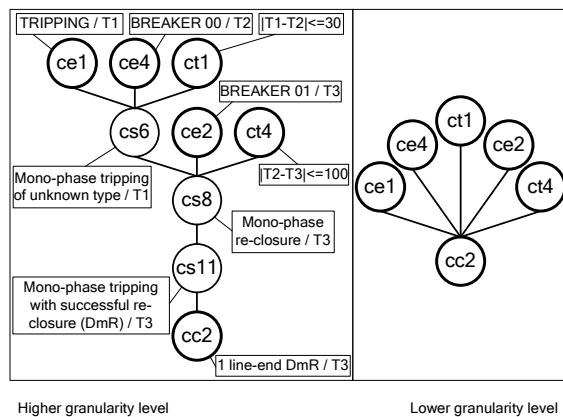 TRIPPING / T1
BREAKER 00 / T2
|T1-T2|<=30
ce1
ce4
ct1
BREAKER 01 / T3
cs6
ce2
ct4
|T2-T3|<=100
Mono-phase tripping
of unknown type / T1
cs8
Mono-phase
re-closure / T3
cs11
Mono-phase tripping
with successful re-
closure (DmR) / T3
cc2
1 line-end DmR / T3
ct1
ce4
ce2
ce1
ct4
cc2
Higher granularity level
Lower granularity level